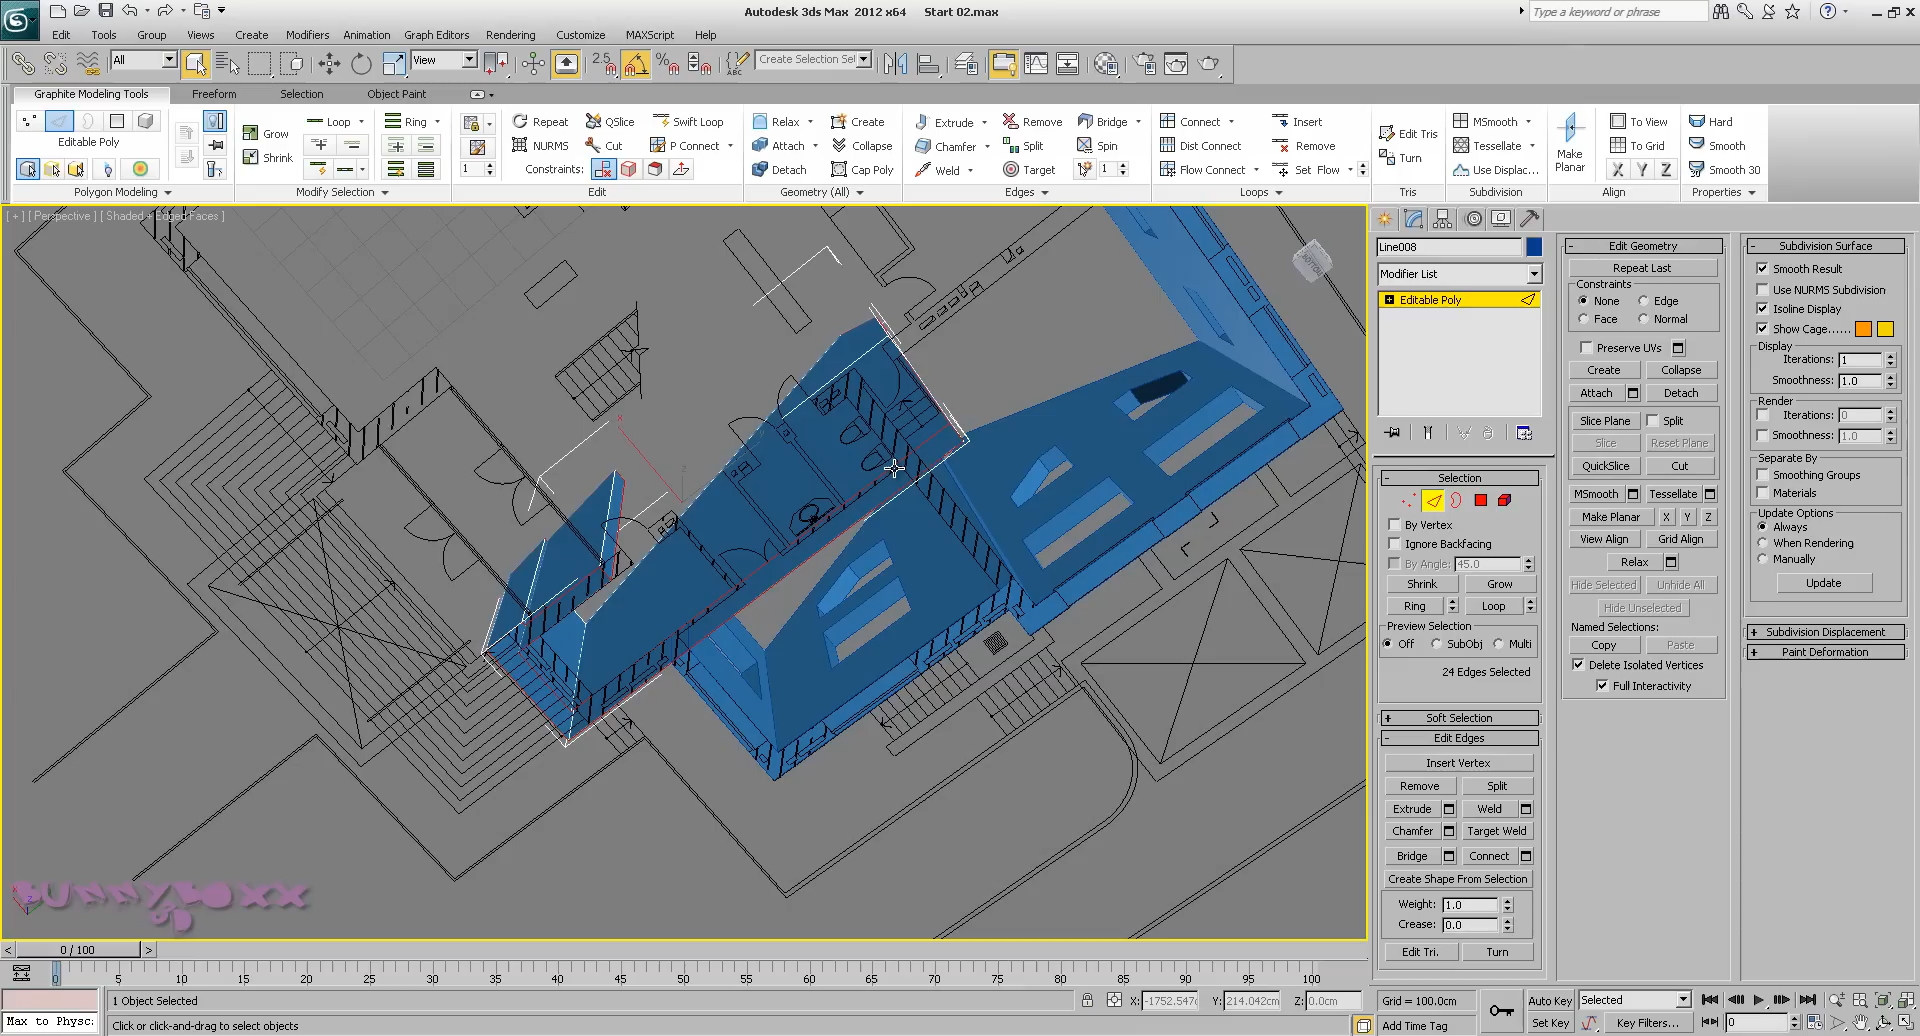 Autodesk 3ds Max 2012 x64 Start 02.max
Type a keyword or phrase
Edit Tools Group Views Create Modifiers Animation Graph Editors Rendering Customize MAXScript Help
All View 2.5 Create Selection Sel
Graphite Modeling Tools Freeform Selection Object Paint
Editable Poly
Polygon Modeling
Grow
Shrink
Loop Ring
1
Modify Selection
Repeat QSlice Swift Loop
NURMS Cut P Connect
Constraints:
Edit
Relax Create
Attach Collapse
Detach Cap Poly
Geometry (All)
Extrude Remove Bridge
Chamfer Split Spin
Weld Target 1
Edges
Connect Insert
Dist Connect Remove
Flow Connect Set Flow
Loops
Edit Tris
Turn
Tris
MSmooth
Tessellate
Use Displac...
Subdivision
Make
Planar
To View
To Grid
X Y Z
Align
Hard
Smooth
Smooth 30
Properties
[ + ] [ Perspective ] [ Shaded + Edged Faces ]
Line008
Modifier List
Editable Poly
Selection
By Vertex
Ignore Backfacing
By Angle: 45.0
Shrink Grow
Ring Loop
Preview Selection
Off SubObj Multi
24 Edges Selected
Soft Selection
Edit Edges
Insert Vertex
Remove Split
Extrude Weld
Chamfer Target Weld
Bridge Connect
Create Shape From Selection
Weight: 1.0
Crease: 0.0
Edit Tri. Turn
Edit Geometry
Repeat Last
Constraints
None Edge
Face Normal
Preserve UVs
Create Collapse
Attach Detach
Slice Plane Split
Slice Reset Plane
QuickSlice Cut
MSmooth Tessellate
Make Planar X Y Z
View Align Grid Align
Relax
Hide Selected Unhide All
Hide Unselected
Named Selections:
Copy Paste
Delete Isolated Vertices
Full Interactivity
Subdivision Surface
Smooth Result
Use NURMS Subdivision
Isoline Display
Show Cage......
Display
Iterations: 1
Smoothness: 1.0
Render
Iterations: 0
Smoothness: 1.0
Separate By
Smoothing Groups
Materials
Update Options
Always
When Rendering
Manually
Update
Subdivision Displacement
Paint Deformation
0 / 100
0 5 10 15 20 25 30 35 40 45 50 55 60 65 70 75 80 85 90 95 100
1 Object Selected X: -1752.547c Y: 214.042cm Z: 0.0cm Grid = 100.0cm Auto Key Selected
Max to Physc: Click or click-and-drag to select objects Add Time Tag Set Key Key Filters... 0